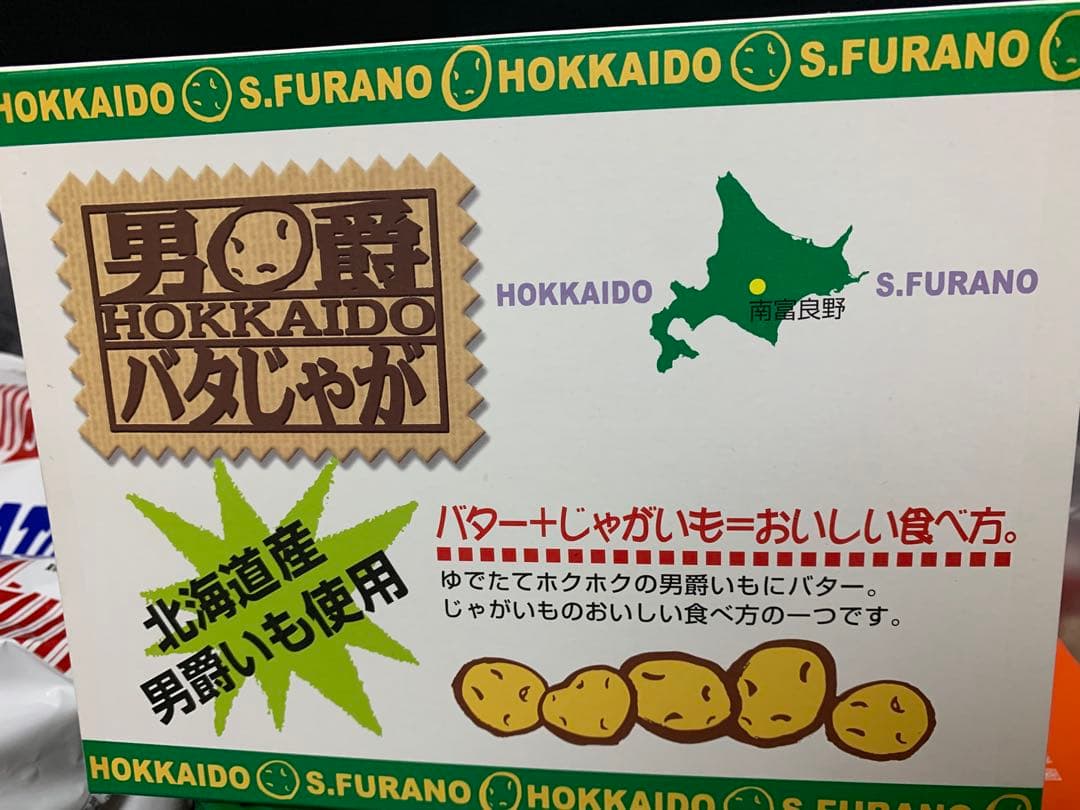 HOKKAIDO S.FURANO HOKKAIDO S.FURANO
男爵
HOKKAIDO
バタじゃが
HOKKAIDO
S.FURANO
南富良野
北海道産
男爵いも使用
バター+じゃがいも=おいしい食べ方。
ゆでたてホクホクの男爵いもにバター。
じゃがいものおいしい食べ方の一つです。
HOKKAIDO S.FURANO HOKKAIDO S.FURANO